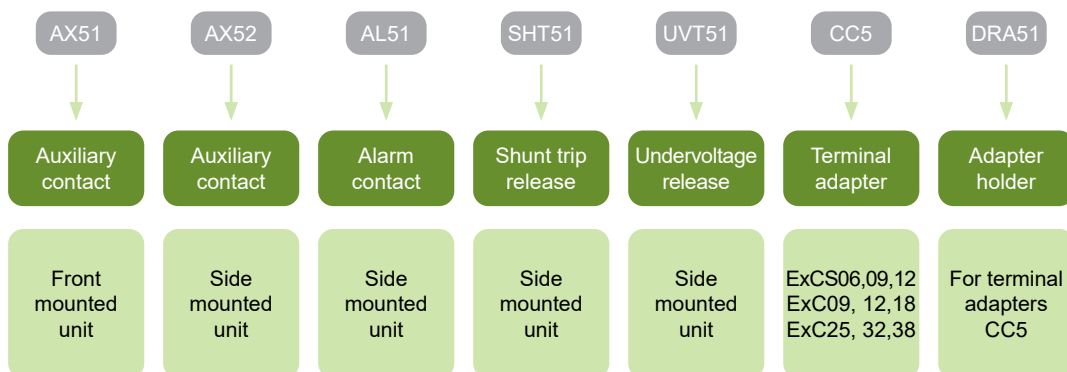 AX51
AX52
AL51
SHT51
UVT51
CC5
DRA51
Auxiliary
contact
Auxiliary
contact
Alarm
contact
Shunt trip
release
Undervoltage
release
Terminal
adapter
Adapter
holder
Front
mounted
unit
Side
mounted
unit
Side
mounted
unit
Side
mounted
unit
Side
mounted
unit
ExCS06,09,12
ExC09, 12,18
ExC25, 32,38
For terminal
adapters
CC5